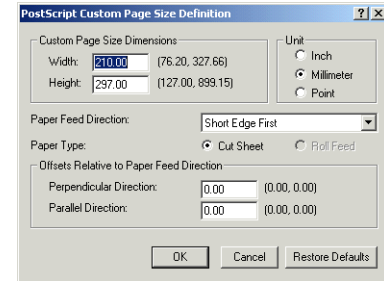 PostScript Custom Page Size Definition
Custom Page Size Dimensions
Width: 210.00 (76.20, 327.66)
Height: 297.00 (127.00, 899.15)
Unit
Inch
Millimeter
Point
Paper Feed Direction: Short Edge First
Paper Type: Cut Sheet Roll Feed
Offsets Relative to Paper Feed Direction
Perpendicular Direction: 0.00 (0.00, 0.00)
Parallel Direction: 0.00 (0.00, 0.00)
OK Cancel Restore Defaults